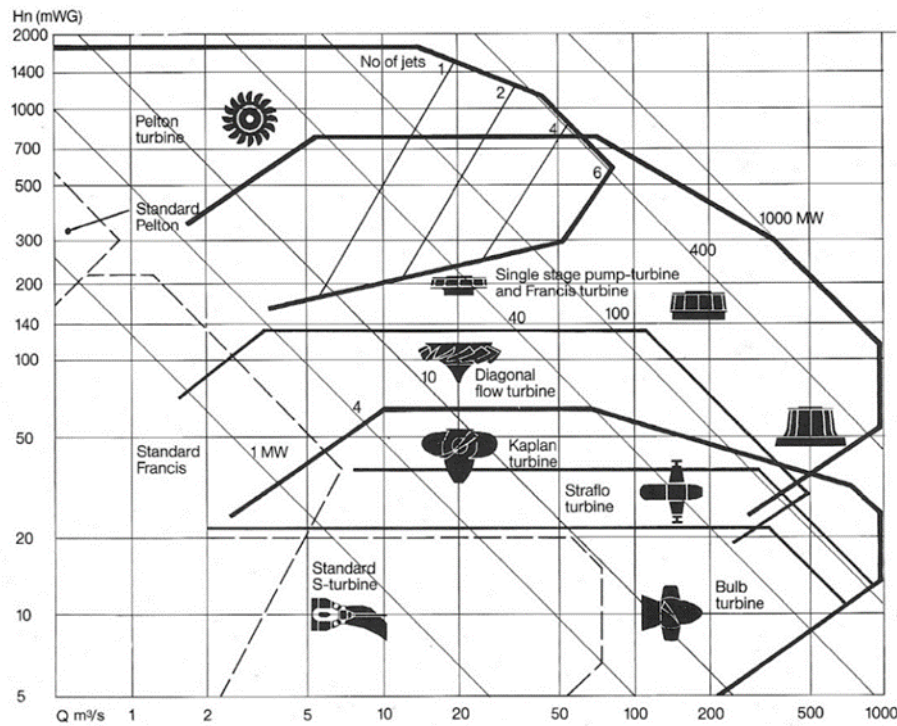 Hn (mWG)
2000
1400
1000
700
500
300
200
140
100
50
20
10
5
No of jets
1
2
4
6
Pelton
turbine
Standard
Pelton
1000 MW
400
Single stage pump-turbine
and Francis turbine
40
100
10
Diagonal
flow turbine
4
Standard
Francis
1 MW
Kaplan
turbine
Straflo
turbine
Standard
S-turbine
Bulb
turbine
Q m³/s
1
2
5
10
20
50
100
200
500
1000